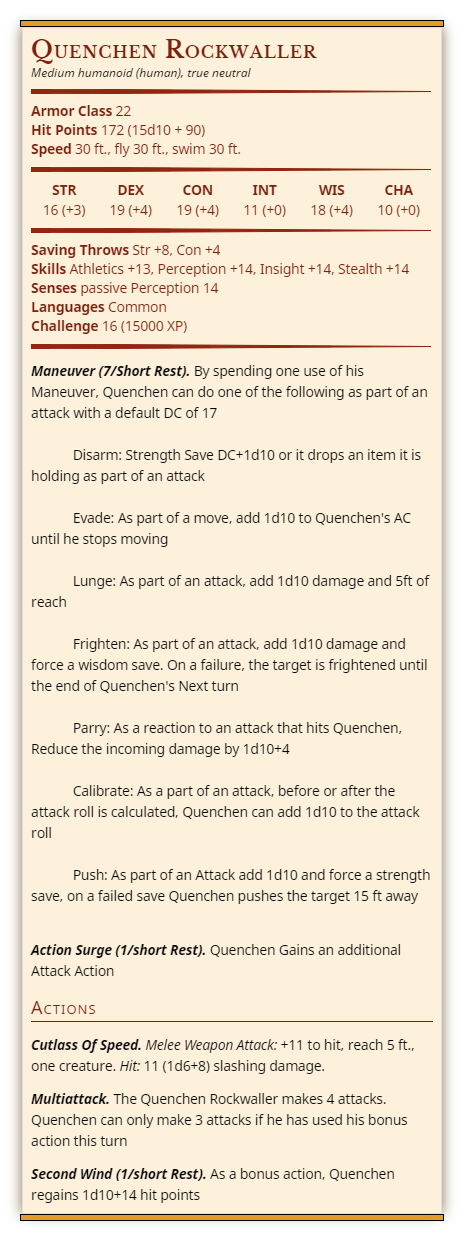 Quenchen Rockwaller
Medium humanoid (human), true neutral
Armor Class 22
Hit Points 172 (15d10 + 90)
Speed 30 ft., fly 30 ft., swim 30 ft.
STR DEX CON INT WIS CHA
16 (+3) 19 (+4) 19 (+4) 11 (+0) 18 (+4) 10 (+0)
Saving Throws Str +8, Con +4
Skills Athletics +13, Perception +14, Insight +14, Stealth +14
Senses passive Perception 14
Languages Common
Challenge 16 (15000 XP)
Maneuver (7/Short Rest). By spending one use of his
Maneuver, Quenchen can do one of the following as part of an
attack with a default DC of 17
Disarm: Strength Save DC+1d10 or it drops an item it is
holding as part of an attack
Evade: As part of a move, add 1d10 to Quenchen's AC
until he stops moving
Lunge: As part of an attack, add 1d10 damage and 5ft of
reach
Frighten: As part of an attack, add 1d10 damage and
force a wisdom save. On a failure, the target is frightened until
the end of Quenchen's Next turn
Parry: As a reaction to an attack that hits Quenchen,
Reduce the incoming damage by 1d10+4
Calibrate: As a part of an attack, before or after the
attack roll is calculated, Quenchen can add 1d10 to the attack
roll
Push: As part of an Attack add 1d10 and force a strength
save, on a failed save Quenchen pushes the target 15 ft away
Action Surge (1/short Rest). Quenchen Gains an additional
Attack Action
Actions
Cutlass Of Speed. Melee Weapon Attack: +11 to hit, reach 5 ft.,
one creature. Hit: 11 (1d6+8) slashing damage.
Multiattack. The Quenchen Rockwaller makes 4 attacks.
Quenchen can only make 3 attacks if he has used his bonus
action this turn
Second Wind (1/short Rest). As a bonus action, Quenchen
regains 1d10+14 hit points